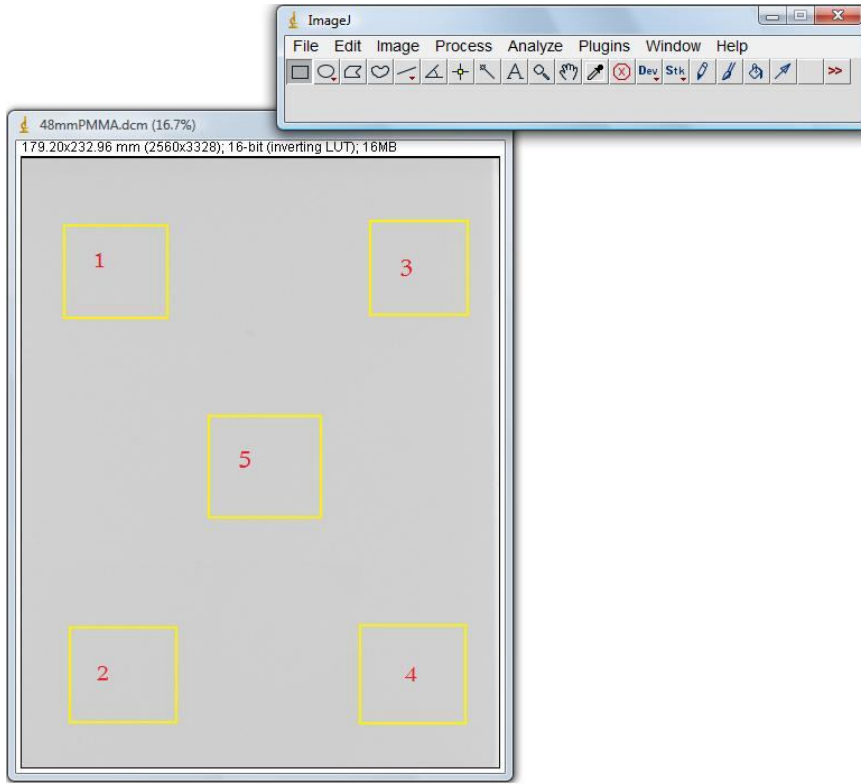 ImageJ
File Edit Image Process Analyze Plugins Window Help
Dev Stk >>
48mmPMMA.dcm (16.7%)
179.20x232.96 mm (2560x3328); 16-bit (inverting LUT); 16MB
1
3
5
2
4